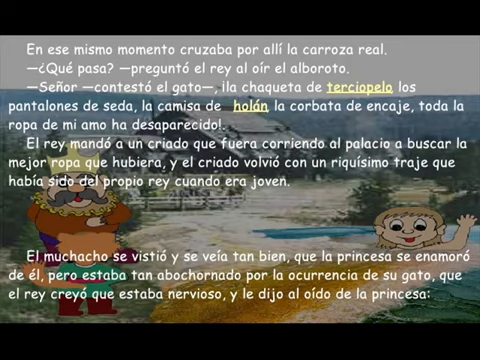 En ese mismo momento cruzaba por allí la carroza real.
—¿Qué pasa? —preguntó el rey al oír el alboroto.
—Señor —contestó el gato—, ¡la chaqueta de terciopelo los
pantalones de seda, la camisa de holán, la corbata de encaje, toda la
ropa de mi amo ha desaparecido!.
El rey mandó a un criado que fuera corriendo al palacio a buscar la
mejor ropa que hubiera, y el criado volvió con un riquísimo traje que
había sido del propio rey cuando era joven.
El muchacho se vistió y se veía tan bien, que la princesa se enamoró
de él, pero estaba tan abochornado por la ocurrencia de su gato, que
el rey creyó que estaba nervioso, y le dijo al oído de la princesa: